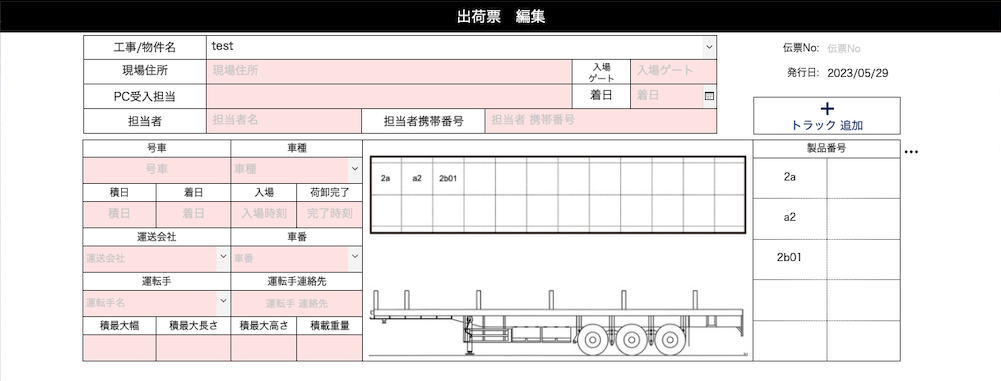 出荷票　編集
工事/物件名 test
伝票No: 伝票No
現場住所 現場住所 入場ゲート 入場ゲート
発行日: 2023/05/29
PC受入担当 着日 着日
担当者 担当者名 担当者携帯番号 担当者 携帯番号
+
トラック 追加
号車 車種
号車 車種
積日 着日 入場 荷卸完了
積日 着日 入場時刻 完了時刻
運送会社 車番
運送会社 車番
運転手 運転手連絡先
運転手名 運転手 連絡先
積最大幅 積最大長さ 積最大高さ 積載重量
2a a2 2b01
製品番号 ...
2a
a2
2b01